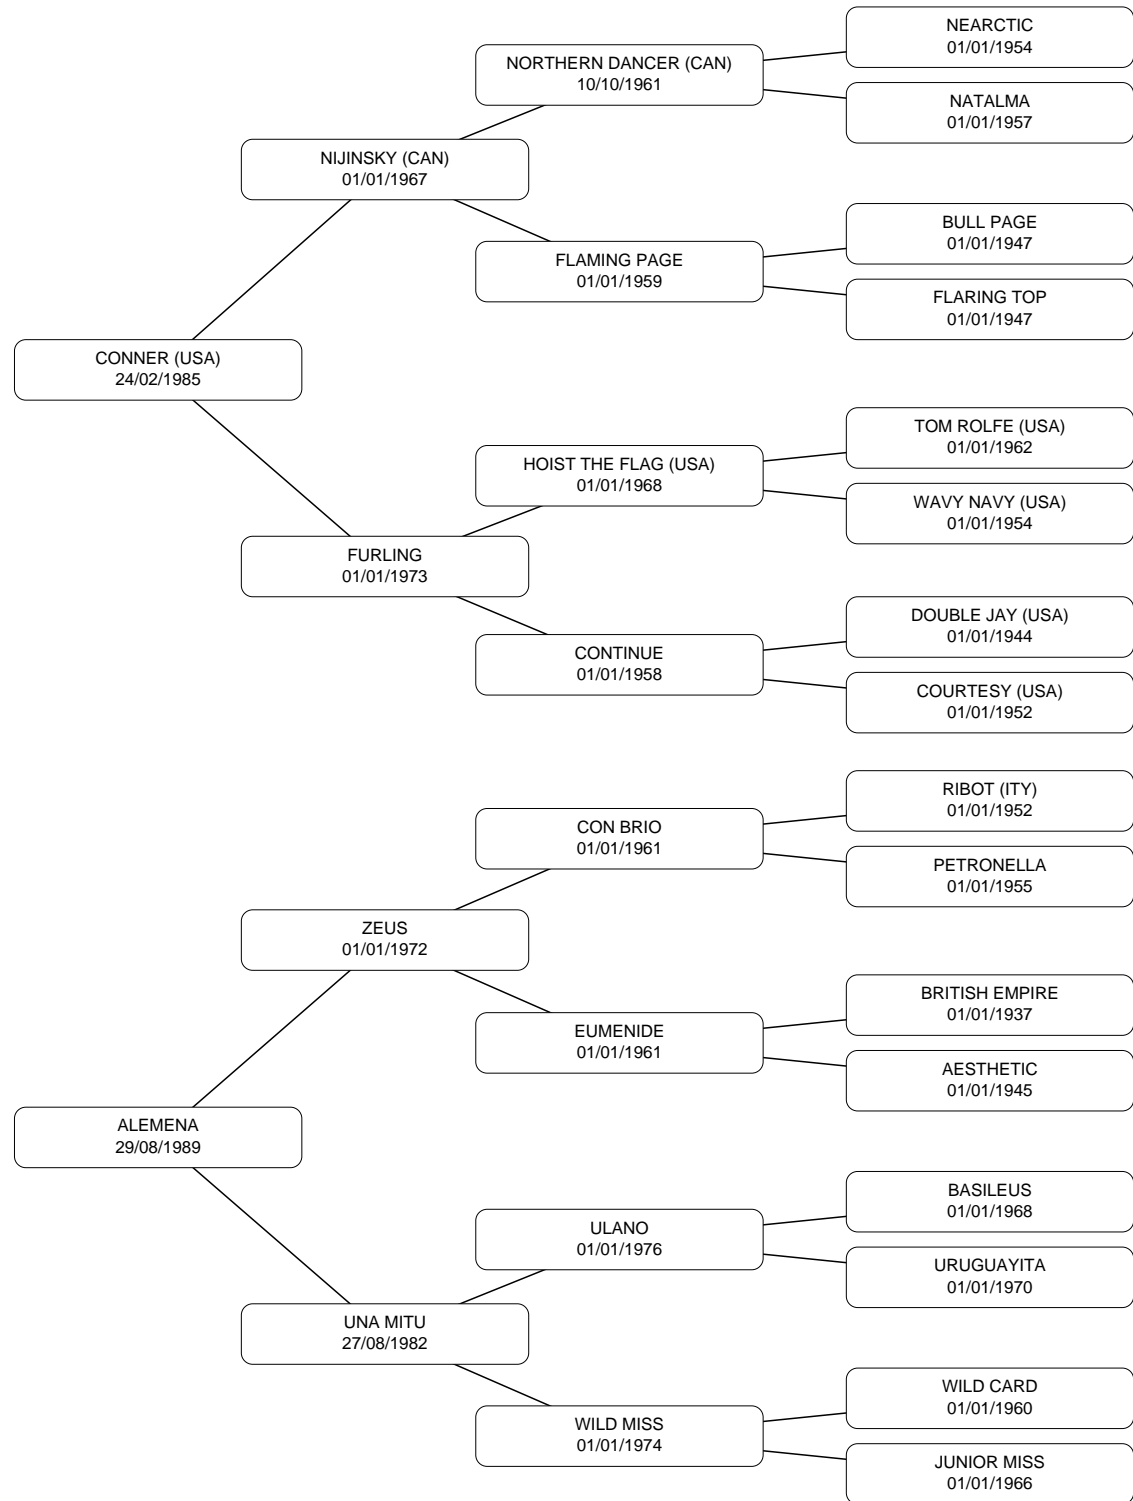 NEARCTIC
01/01/1954
NORTHERN DANCER (CAN)
10/10/1961
NATALMA
01/01/1957
NIJINSKY (CAN)
01/01/1967
BULL PAGE
01/01/1947
FLAMING PAGE
01/01/1959
FLARING TOP
01/01/1947
CONNER (USA)
24/02/1985
TOM ROLFE (USA)
01/01/1962
HOIST THE FLAG (USA)
01/01/1968
WAVY NAVY (USA)
01/01/1954
FURLING
01/01/1973
DOUBLE JAY (USA)
01/01/1944
CONTINUE
01/01/1958
COURTESY (USA)
01/01/1952
RIBOT (ITY)
01/01/1952
CON BRIO
01/01/1961
PETRONELLA
01/01/1955
ZEUS
01/01/1972
BRITISH EMPIRE
01/01/1937
EUMENIDE
01/01/1961
AESTHETIC
01/01/1945
ALEMENA
29/08/1989
BASILEUS
01/01/1968
ULANO
01/01/1976
URUGUAYITA
01/01/1970
UNA MITU
27/08/1982
WILD CARD
01/01/1960
WILD MISS
01/01/1974
JUNIOR MISS
01/01/1966